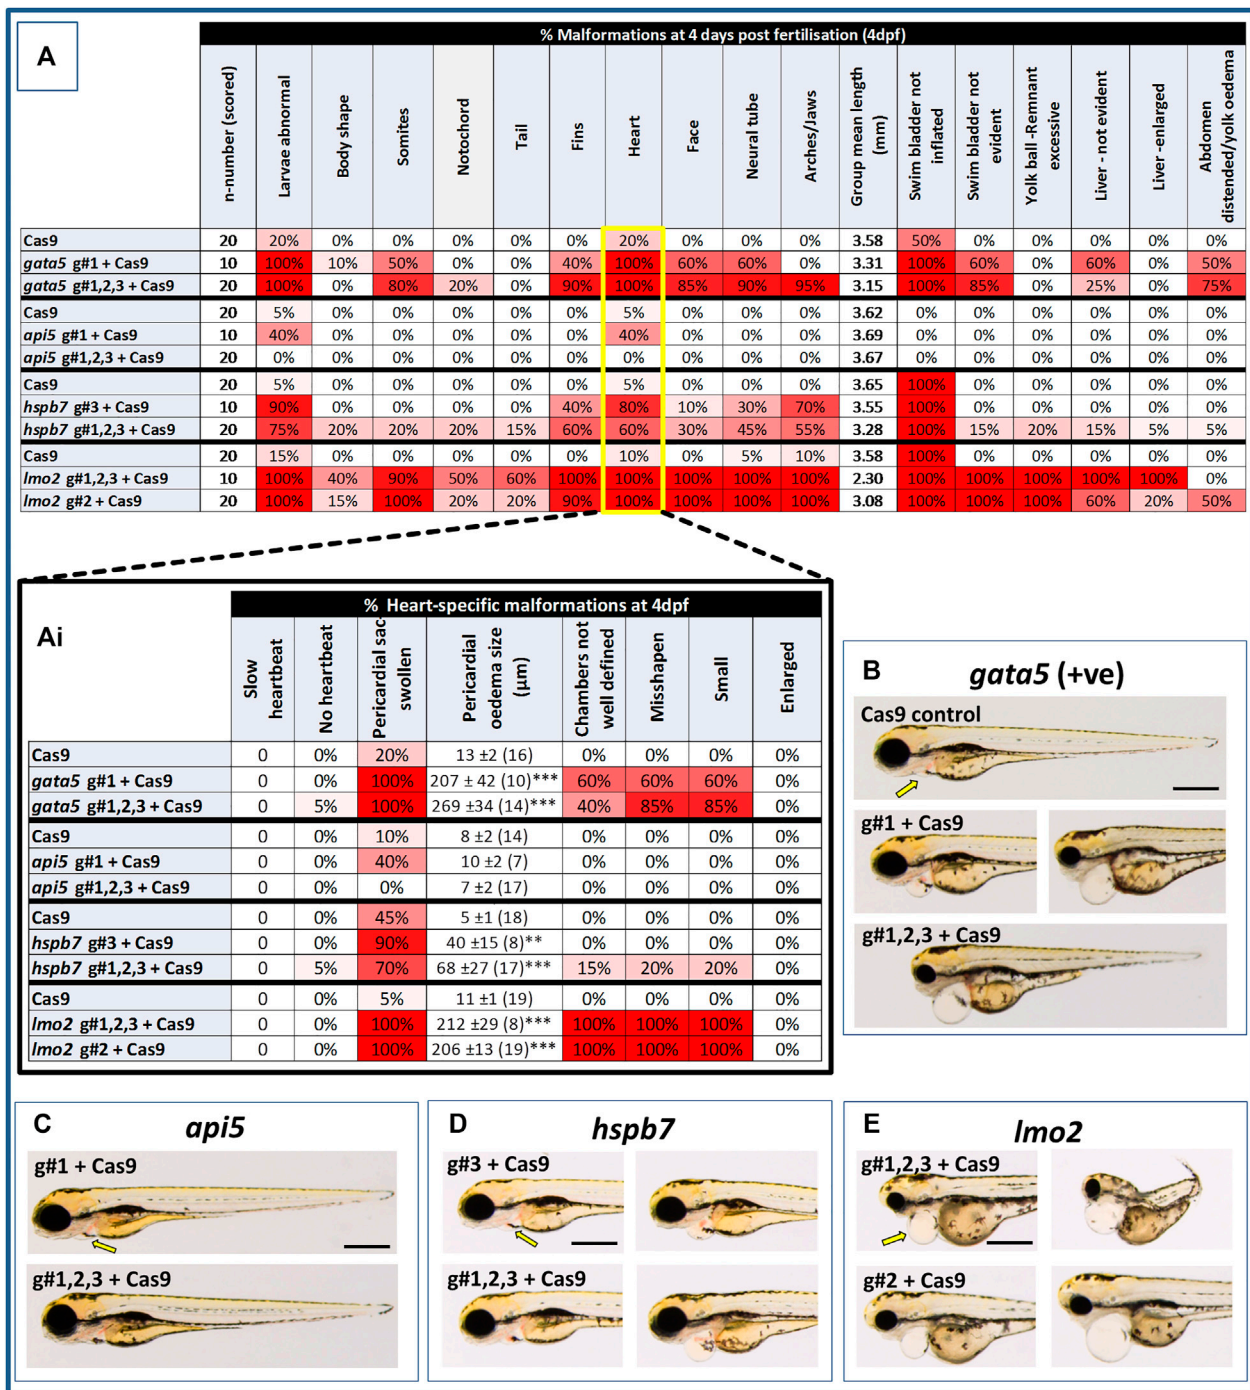 A
% Malformations at 4 days post fertilisation (4dpf)
n-number (scored) Larvae abnormal Body shape Somites Notochord Tail Fins Heart Face Neural tube Arches/Jaws Group mean length (mm) Swim bladder not inflated Swim bladder not evident Yolk ball -Remnant excessive Liver - not evident Liver -enlarged Abdomen distended/yolk oedema
Cas9 20 20% 0% 0% 0% 0% 0% 20% 0% 0% 0% 3.58 50% 0% 0% 0% 0% 0%
gata5 g#1 + Cas9 10 100% 10% 50% 0% 0% 40% 100% 60% 60% 0% 3.31 100% 60% 0% 60% 0% 50%
gata5 g#1,2,3 + Cas9 20 100% 0% 80% 20% 0% 90% 100% 85% 90% 95% 3.15 100% 85% 0% 25% 0% 75%
Cas9 20 5% 0% 0% 0% 0% 0% 5% 0% 0% 0% 3.62 0% 0% 0% 0% 0% 0%
api5 g#1 + Cas9 10 40% 0% 0% 0% 0% 0% 40% 0% 0% 0% 3.69 0% 0% 0% 0% 0% 0%
api5 g#1,2,3 + Cas9 20 0% 0% 0% 0% 0% 0% 0% 0% 0% 0% 3.67 0% 0% 0% 0% 0% 0%
Cas9 20 5% 0% 0% 0% 0% 0% 5% 0% 0% 0% 3.65 100% 0% 0% 0% 0% 0%
hspb7 g#3 + Cas9 10 90% 0% 0% 0% 0% 40% 80% 10% 30% 70% 3.55 100% 0% 0% 0% 0% 0%
hspb7 g#1,2,3 + Cas9 20 75% 20% 20% 20% 15% 60% 60% 30% 45% 55% 3.28 100% 15% 20% 15% 5% 5%
Cas9 20 15% 0% 0% 0% 0% 0% 10% 0% 5% 10% 3.58 100% 0% 0% 0% 0% 0%
lmo2 g#1,2,3 + Cas9 10 100% 40% 90% 50% 60% 100% 100% 100% 100% 100% 2.30 100% 100% 100% 100% 100% 0%
lmo2 g#2 + Cas9 20 100% 15% 100% 20% 20% 90% 100% 100% 100% 100% 3.08 100% 100% 100% 60% 20% 50%
Ai
% Heart-specific malformations at 4dpf
Slow heartbeat No heartbeat Pericardial sac-swollen Pericardial oedema size (µm) Chambers not well defined Misshapen Small Enlarged
Cas9 0 0% 20% 13 ±2 (16) 0% 0% 0% 0%
gata5 g#1 + Cas9 0 0% 100% 207 ± 42 (10)*** 60% 60% 60% 0%
gata5 g#1,2,3 + Cas9 0 5% 100% 269 ±34 (14)*** 40% 85% 85% 0%
Cas9 0 0% 10% 8 ±2 (14) 0% 0% 0% 0%
api5 g#1 + Cas9 0 0% 40% 10 ±2 (7) 0% 0% 0% 0%
api5 g#1,2,3 + Cas9 0 0% 0% 7 ±2 (17) 0% 0% 0% 0%
Cas9 0 0% 45% 5 ±1 (18) 0% 0% 0% 0%
hspb7 g#3 + Cas9 0 0% 90% 40 ±15 (8)** 0% 0% 0% 0%
hspb7 g#1,2,3 + Cas9 0 5% 70% 68 ±27 (17)*** 15% 20% 20% 0%
Cas9 0 0% 5% 11 ±1 (19) 0% 0% 0% 0%
lmo2 g#1,2,3 + Cas9 0 0% 100% 212 ±29 (8)*** 100% 100% 100% 0%
lmo2 g#2 + Cas9 0 0% 100% 206 ±13 (19)*** 100% 100% 100% 0%
B
gata5 (+ve)
Cas9 control
g#1 + Cas9
g#1,2,3 + Cas9
C
api5
g#1 + Cas9
g#1,2,3 + Cas9
D
hspb7
g#3 + Cas9
g#1,2,3 + Cas9
E
lmo2
g#1,2,3 + Cas9
g#2 + Cas9